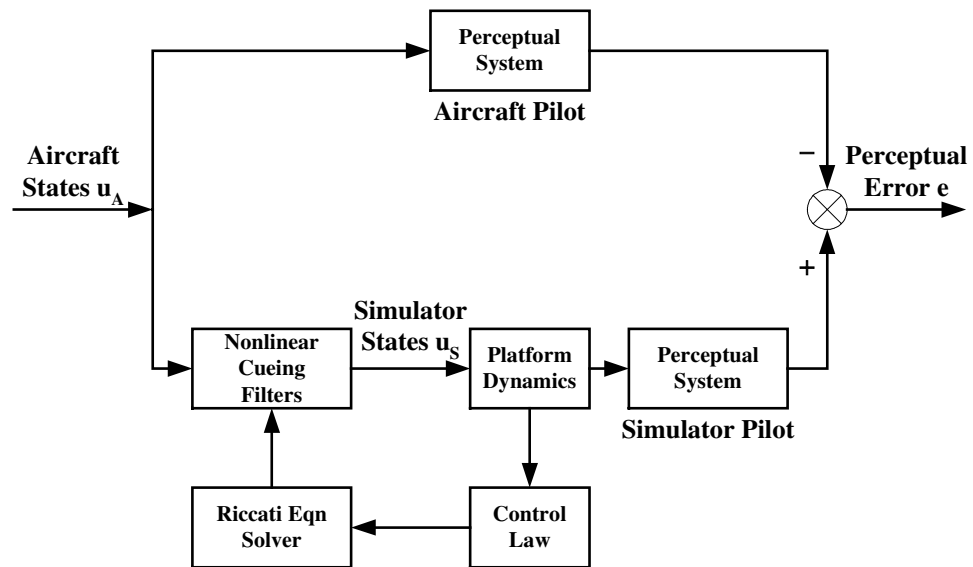 Perceptual
System
Aircraft Pilot
Aircraft
States u_A
−
Perceptual
Error e
+
Simulator
States u_S
Nonlinear
Cueing
Filters
Platform
Dynamics
Perceptual
System
Simulator Pilot
Riccati Eqn
Solver
Control
Law